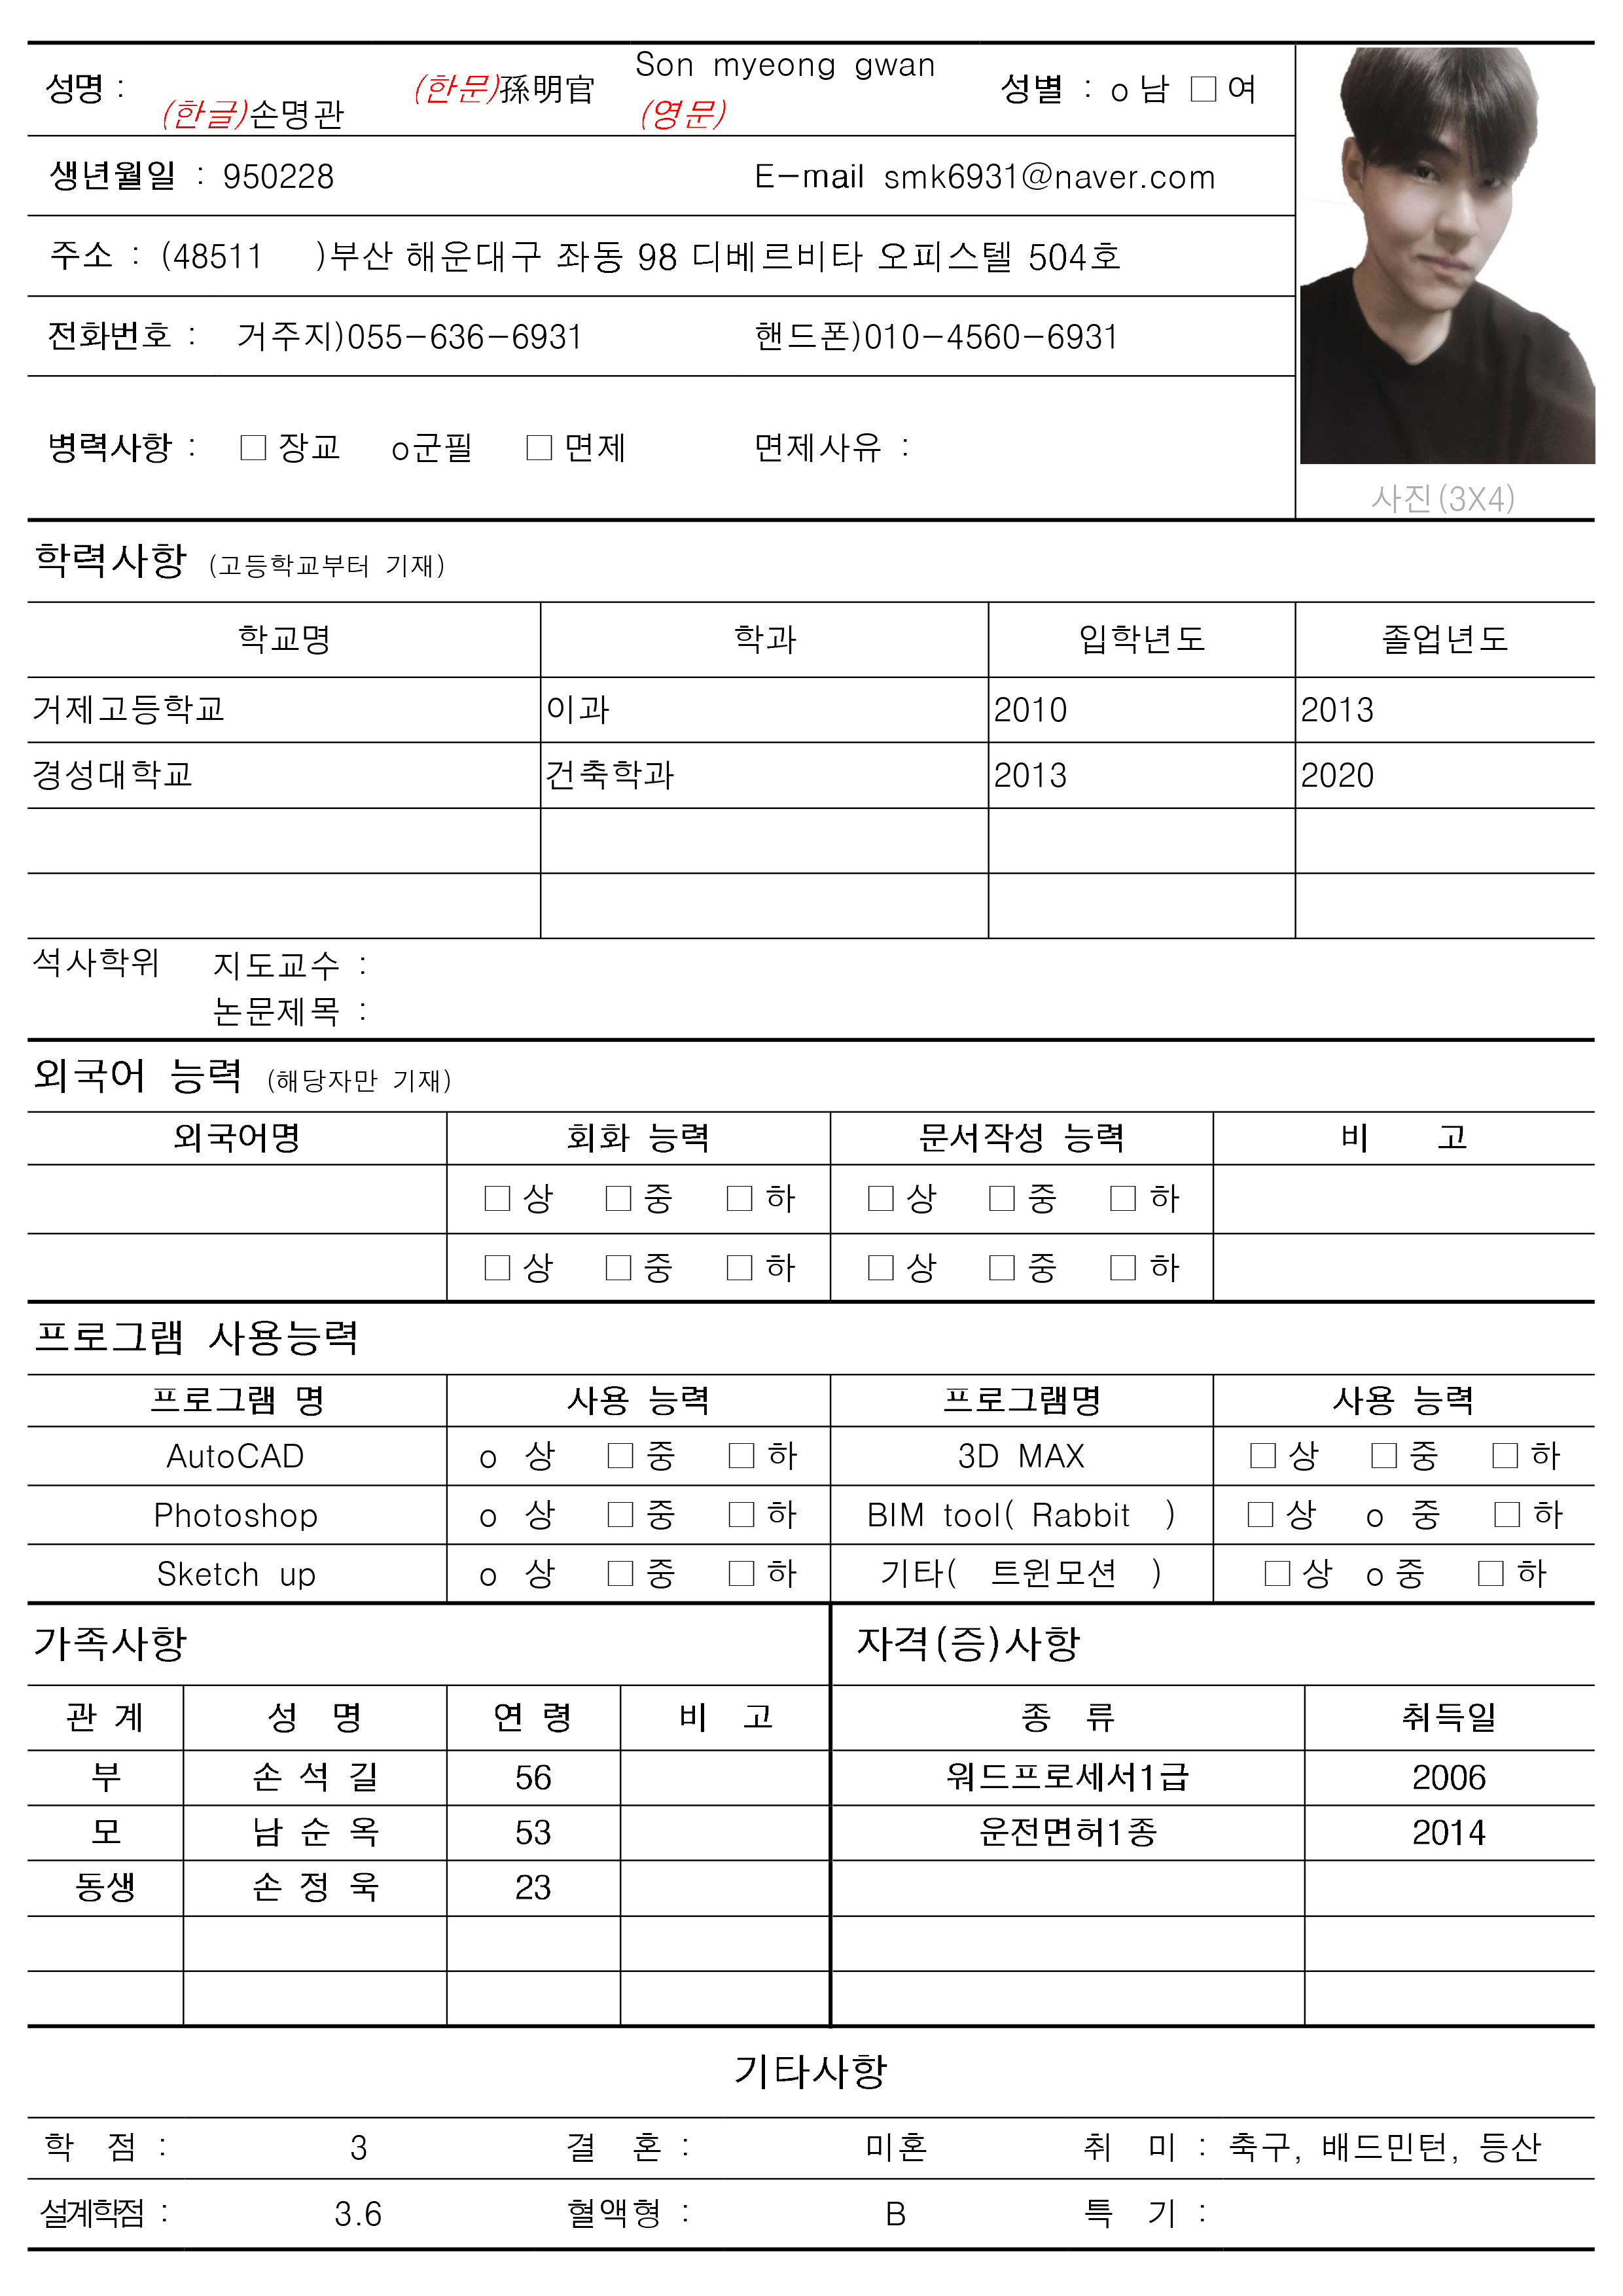 성명 : (한글)손명관 (한문)孫明官 Son myeong gwan (영문) 성별 : o 남 □ 여
생년월일 : 950228 E-mail smk6931@naver.com
주소 : (48511 )부산 해운대구 좌동 98 디베르비타 오피스텔 504호
전화번호 : 거주지)055-636-6931 핸드폰)010-4560-6931
병력사항 : □ 장교 o군필 □ 면제 면제사유 :
사진(3X4)
학력사항 (고등학교부터 기재)
학교명 학과 입학년도 졸업년도
거제고등학교 이과 2010 2013
경성대학교 건축학과 2013 2020
석사학위 지도교수 :
논문제목 :
외국어 능력 (해당자만 기재)
외국어명 회화 능력 문서작성 능력 비 고
□ 상 □ 중 □ 하 □ 상 □ 중 □ 하
□ 상 □ 중 □ 하 □ 상 □ 중 □ 하
프로그램 사용능력
프로그램 명 사용 능력 프로그램명 사용 능력
AutoCAD o 상 □ 중 □ 하 3D MAX □ 상 □ 중 □ 하
Photoshop o 상 □ 중 □ 하 BIM tool( Rabbit ) □ 상 o 중 □ 하
Sketch up o 상 □ 중 □ 하 기타( 트윈모션 ) □ 상 o 중 □ 하
가족사항 자격(증)사항
관 계 성 명 연 령 비 고 종 류 취득일
부 손 석 길 56 워드프로세서1급 2006
모 남 순 옥 53 운전면허1종 2014
동생 손 정 욱 23
기타사항
학 점 : 3 결 혼 : 미혼 취 미 : 축구, 배드민턴, 등산
설계학점 : 3.6 혈액형 : B 특 기 :